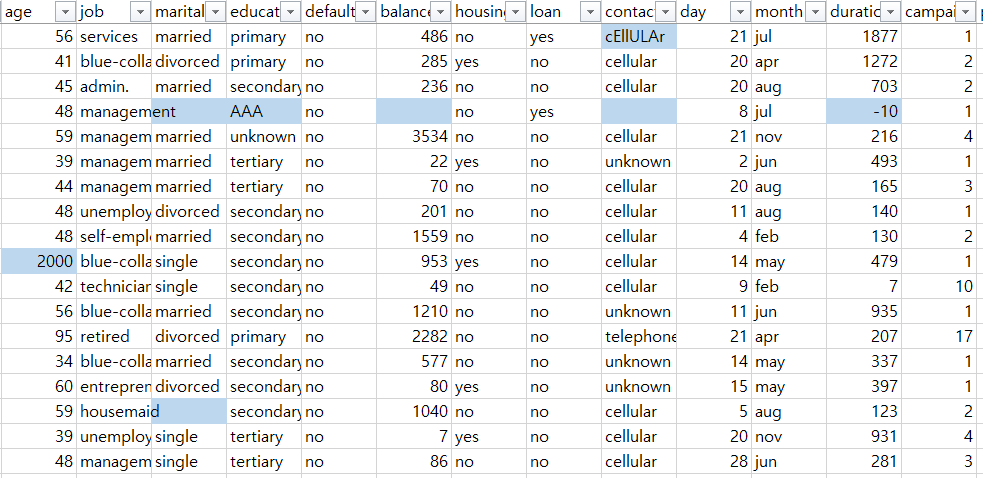 age job marital educat default balance housing loan contac day month duratio campai
56 services married primary no 486 no yes cEllULAr 21 jul 1877 1
41 blue-colla divorced primary no 285 yes no cellular 20 apr 1272 2
45 admin. married secondary no 236 no no cellular 20 aug 703 2
48 management AAA no no yes 8 jul -10 1
59 managem married unknown no 3534 no no cellular 21 nov 216 4
39 managem married tertiary no 22 yes no unknown 2 jun 493 1
44 managem married tertiary no 70 no no cellular 20 aug 165 3
48 unemploy divorced secondary no 201 no no cellular 11 aug 140 1
48 self-emplo married secondary no 1559 no no cellular 4 feb 130 2
2000 blue-colla single secondary no 953 yes no cellular 14 may 479 1
42 technician single secondary no 49 no no cellular 9 feb 7 10
56 blue-colla married secondary no 1210 no no unknown 11 jun 935 1
95 retired divorced primary no 2282 no no telephone 21 apr 207 17
34 blue-colla married secondary no 577 no no unknown 14 may 337 1
60 entrepren divorced secondary no 80 yes no unknown 15 may 397 1
59 housemaid secondary no 1040 no no cellular 5 aug 123 2
39 unemploy single tertiary no 7 yes no cellular 20 nov 931 4
48 managem single tertiary no 86 no no cellular 28 jun 281 3